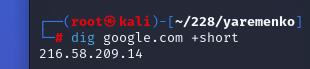 ┌──(root㉿kali)-[~/228/yaremenko]
└─# dig google.com +short
216.58.209.14